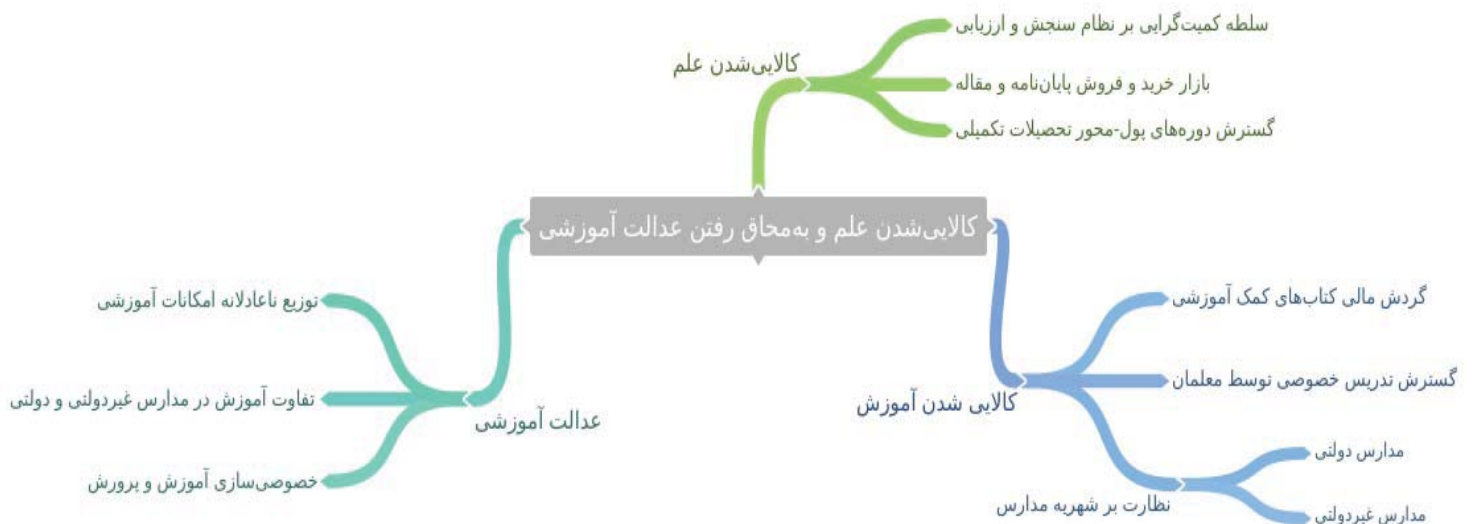 سلطه کمیت‌گرایی بر نظام سنجش و ارزیابی
کالایی‌شدن علم
بازار خرید و فروش پایان‌نامه و مقاله
گسترش دوره‌های پول-محور تحصیلات تکمیلی
کالایی‌شدن علم و به‌محاق رفتن عدالت آموزشی
گردش مالی کتاب‌های کمک آموزشی
گسترش تدریس خصوصی توسط معلمان
کالایی شدن آموزش
مدارس دولتی
نظارت بر شهریه مدارس
مدارس غیردولتی
توزیع ناعادلانه امکانات آموزشی
تفاوت آموزش در مدارس غیردولتی و دولتی
عدالت آموزشی
خصوصی‌سازی آموزش و پرورش